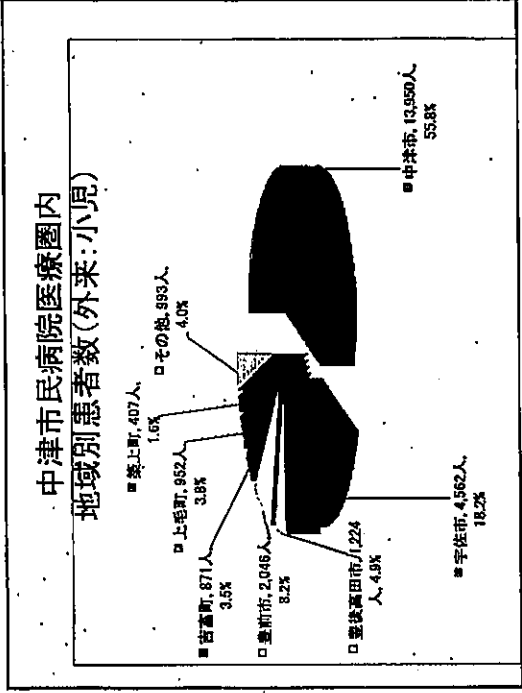 中津市民病院医療圏内
地域別患者数(外来:小児)
■築上町, 407人,
1.6%
□その他, 993人,
4.0%
□上毛町, 952人,
3.8%
■吉富町, 871人,
3.5%
□豊前市, 2,046人,
8.2%
□豊後高田市, 1,224
人, 4.9%
■宇佐市, 4,562人,
18.2%
■中津市, 13,950人,
55.8%